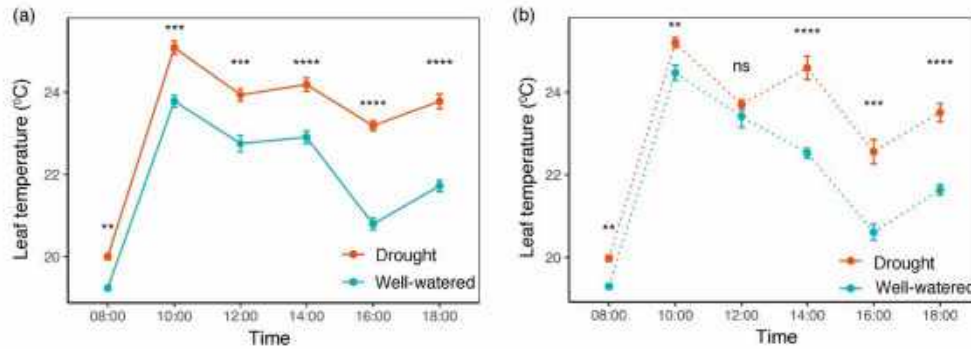 (a)
Leaf temperature (ºC)
24
22
20
**
***
***
****
****
****
Drought
Well-watered
08:00 10:00 12:00 14:00 16:00 18:00
Time
(b)
Leaf temperature (ºC)
24
22
20
**
**
ns
****
***
****
Drought
Well-watered
08:00 10:00 12:00 14:00 16:00 18:00
Time